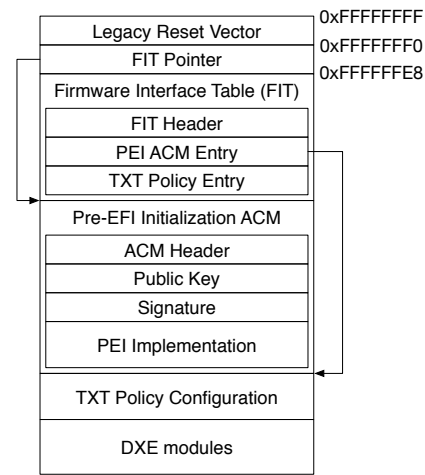 0xFFFFFFFF
Legacy Reset Vector
0xFFFFFFF0
FIT Pointer
0xFFFFFFE8
Firmware Interface Table (FIT)
FIT Header
PEI ACM Entry
TXT Policy Entry
Pre-EFI Initialization ACM
ACM Header
Public Key
Signature
PEI Implementation
TXT Policy Configuration
DXE modules